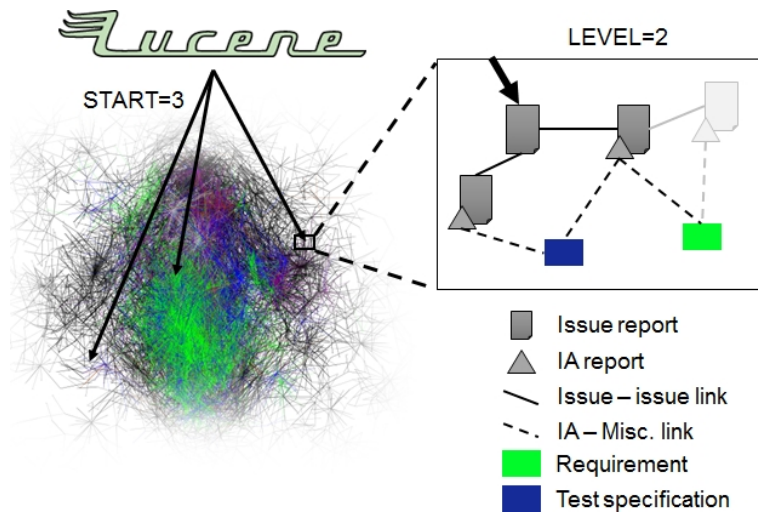 Lucene
START=3
LEVEL=2
Issue report
IA report
Issue – issue link
IA – Misc. link
Requirement
Test specification